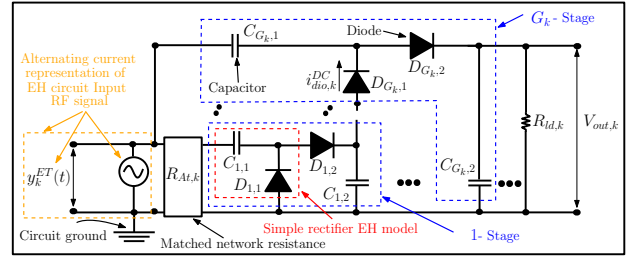 Alternating current
representation of
EH circuit Input
RF signal
C_{G_k,1}
Capacitor
Diode
G_k - Stage
D_{G_k,2}
i^{DC}_{dio,k}
D_{G_k,1}
R_{ld,k}
V_{out,k}
y_k^{ET}(t)
R_{At,k}
C_{1,1}
D_{1,1}
D_{1,2}
C_{1,2}
C_{G_k,2}
Circuit ground
Matched network resistance
Simple rectifier EH model
1- Stage